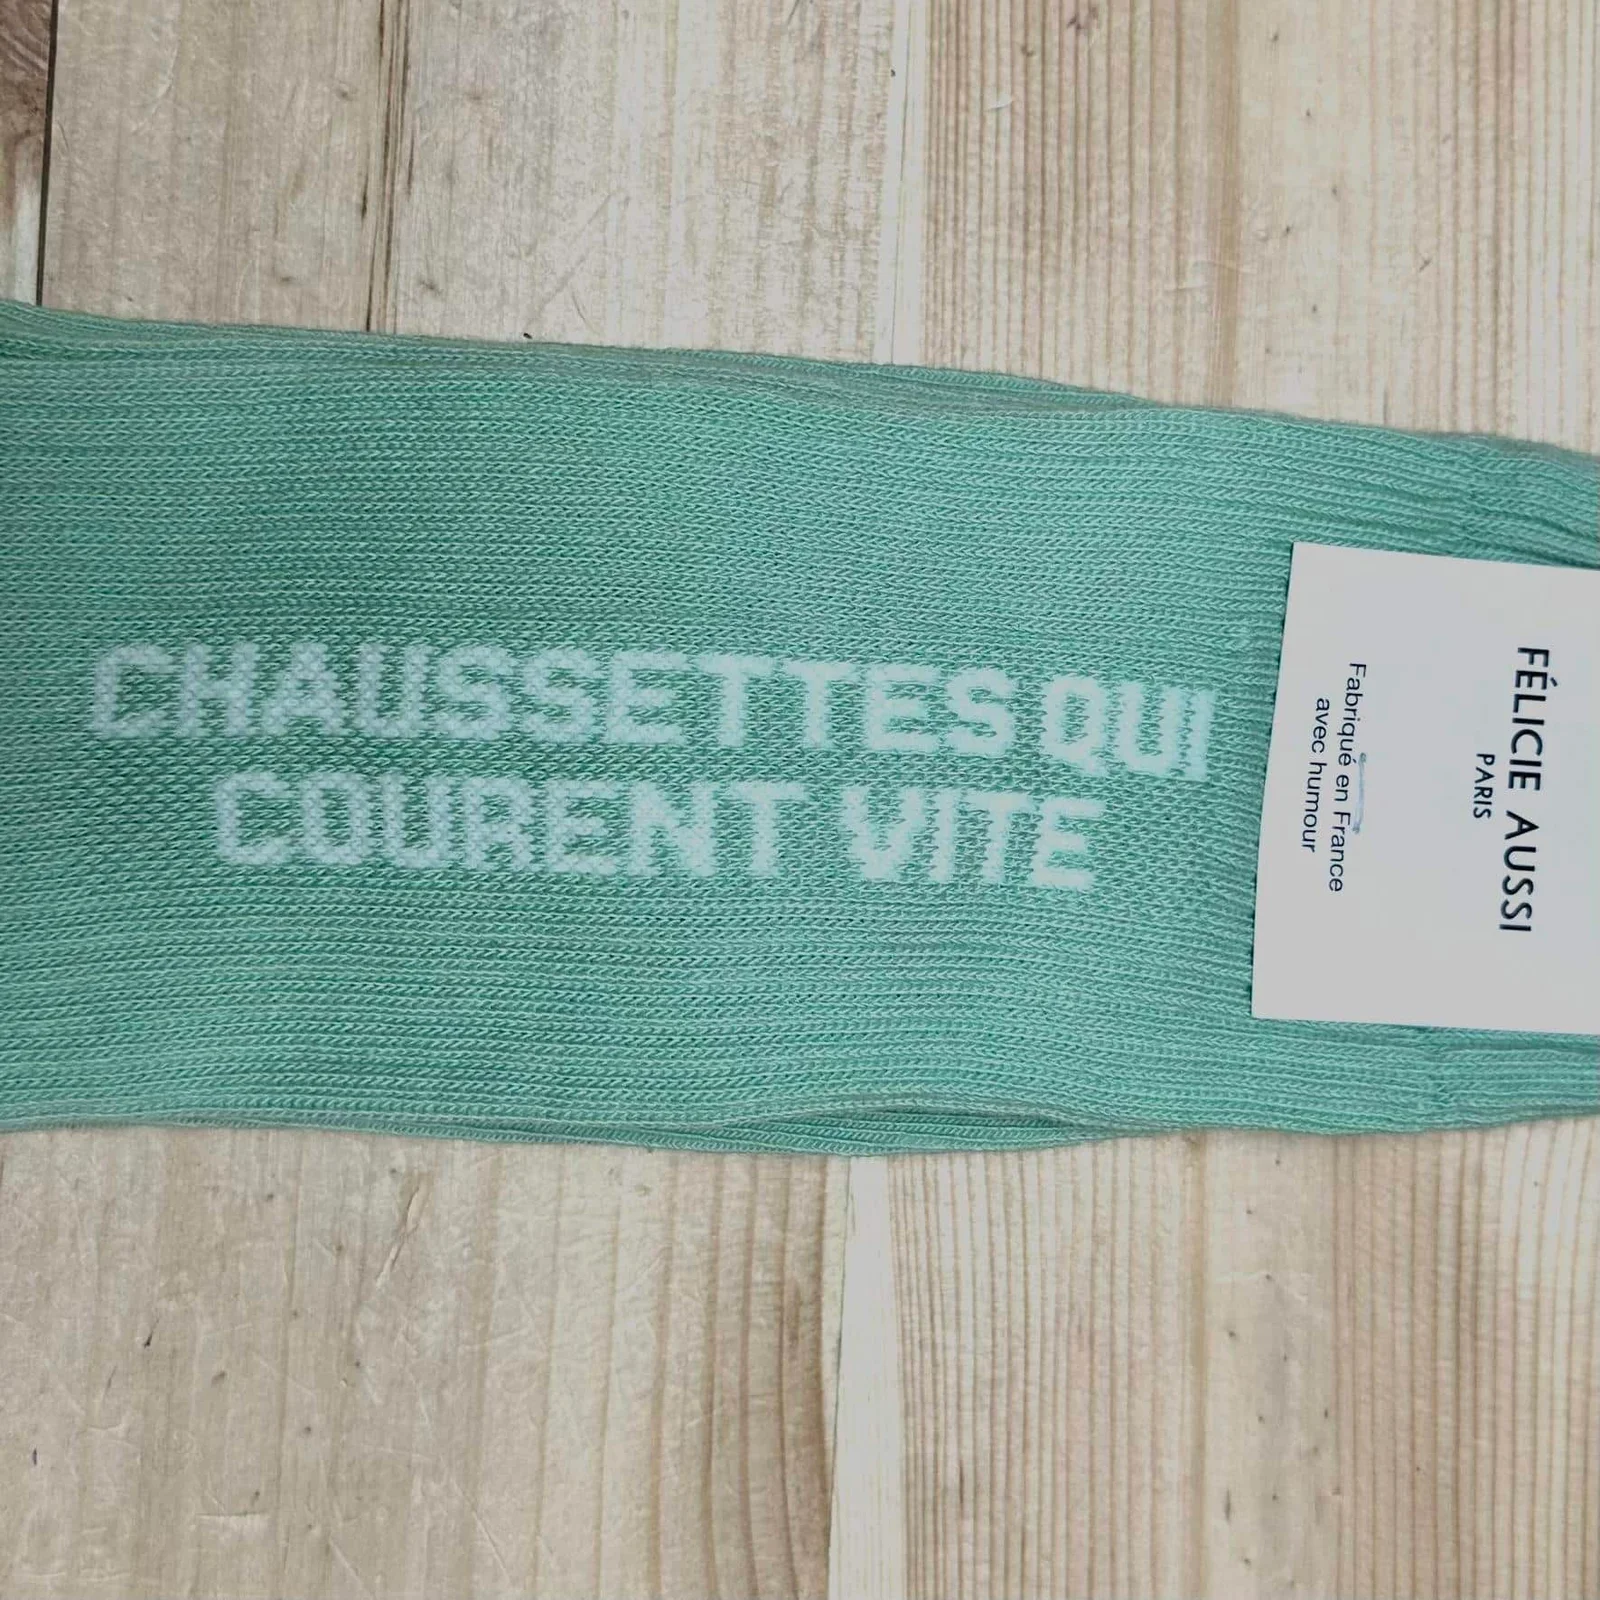 CHAUSSETTES QUI
COURENT VITE
FÉLICIE AUSSI
PARIS
Fabriqué en France
avec humour